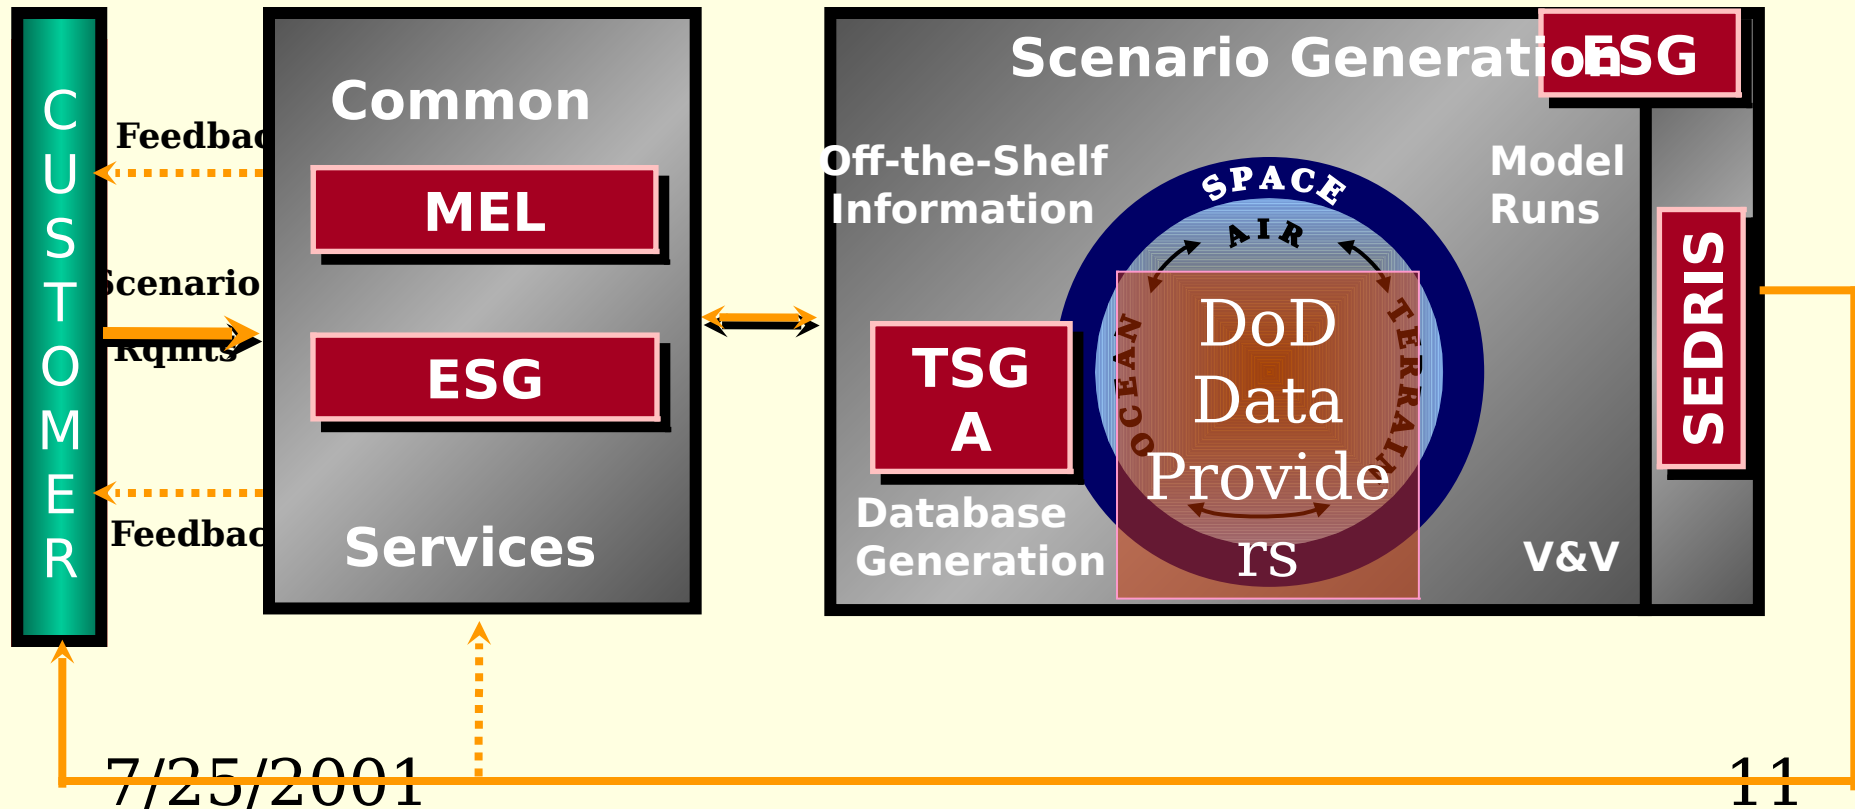 CUSTOMER
Feedbac
Scenario
Rqmts
Feedbac
Common
MEL
ESG
Services
Scenario Generation
ESG
Off-the-Shelf
Information
Model
Runs
SPACE
AIR
OCEAN
TERRAIN
DoD
Data
Provide
rs
TSG
A
SEDRIS
Database
Generation
V&V
7/25/2001
11